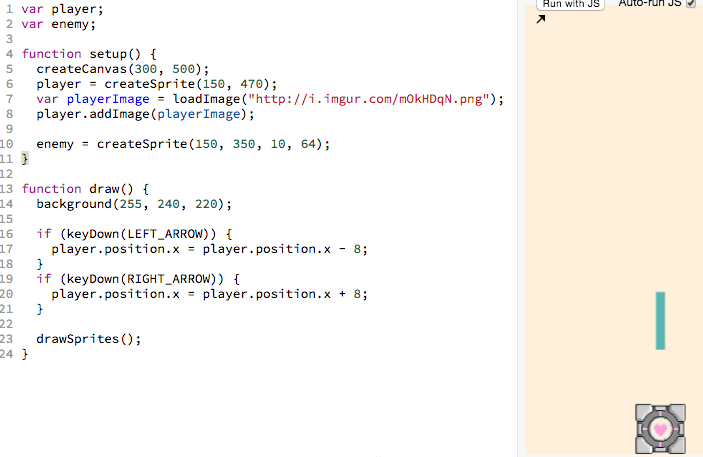 1 var player;
2 var enemy;
3
4 function setup() {
5   createCanvas(300, 500);
6   player = createSprite(150, 470);
7   var playerImage = loadImage("http://i.imgur.com/mOkHDqN.png");
8   player.addImage(playerImage);
9
10   enemy = createSprite(150, 350, 10, 64);
11 }
12
13 function draw() {
14   background(255, 240, 220);
15
16   if (keyDown(LEFT_ARROW)) {
17     player.position.x = player.position.x - 8;
18   }
19   if (keyDown(RIGHT_ARROW)) {
20     player.position.x = player.position.x + 8;
21   }
22
23   drawSprites();
24 }
Run with JS
Auto-run JS